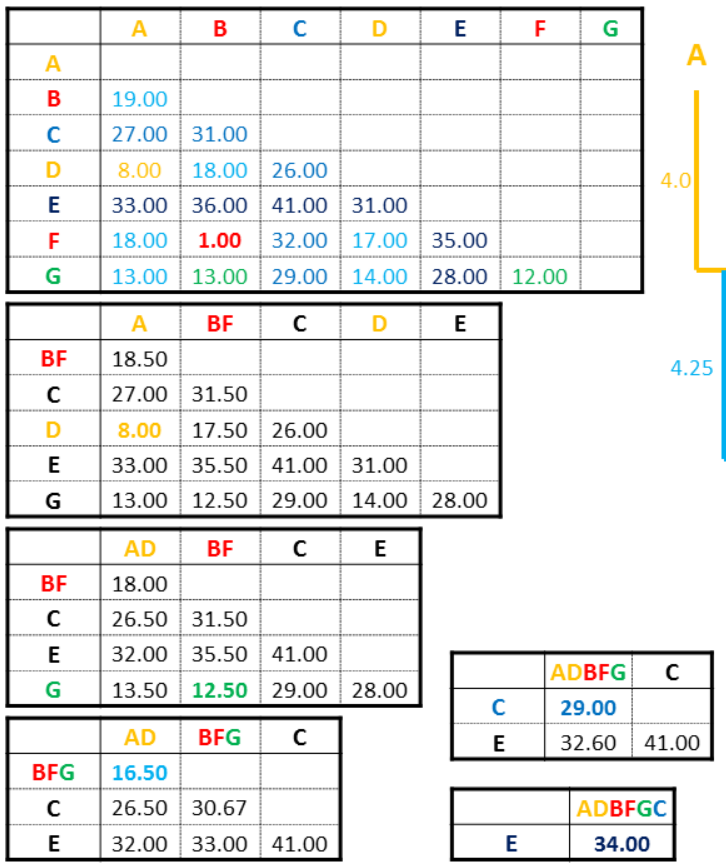 A B C D E F G
A
A
B 19.00
C 27.00 31.00
D 8.00 18.00 26.00
4.0
E 33.00 36.00 41.00 31.00
F 18.00 1.00 32.00 17.00 35.00
G 13.00 13.00 29.00 14.00 28.00 12.00
A BF C D E
BF 18.50
4.25
C 27.00 31.50
D 8.00 17.50 26.00
E 33.00 35.50 41.00 31.00
G 13.00 12.50 29.00 14.00 28.00
AD BF C E
BF 18.00
C 26.50 31.50
E 32.00 35.50 41.00
G 13.50 12.50 29.00 28.00
ADBFG C
C 29.00
E 32.60 41.00
AD BFG C
BFG 16.50
C 26.50 30.67
E 32.00 33.00 41.00
ADBFGC
E 34.00